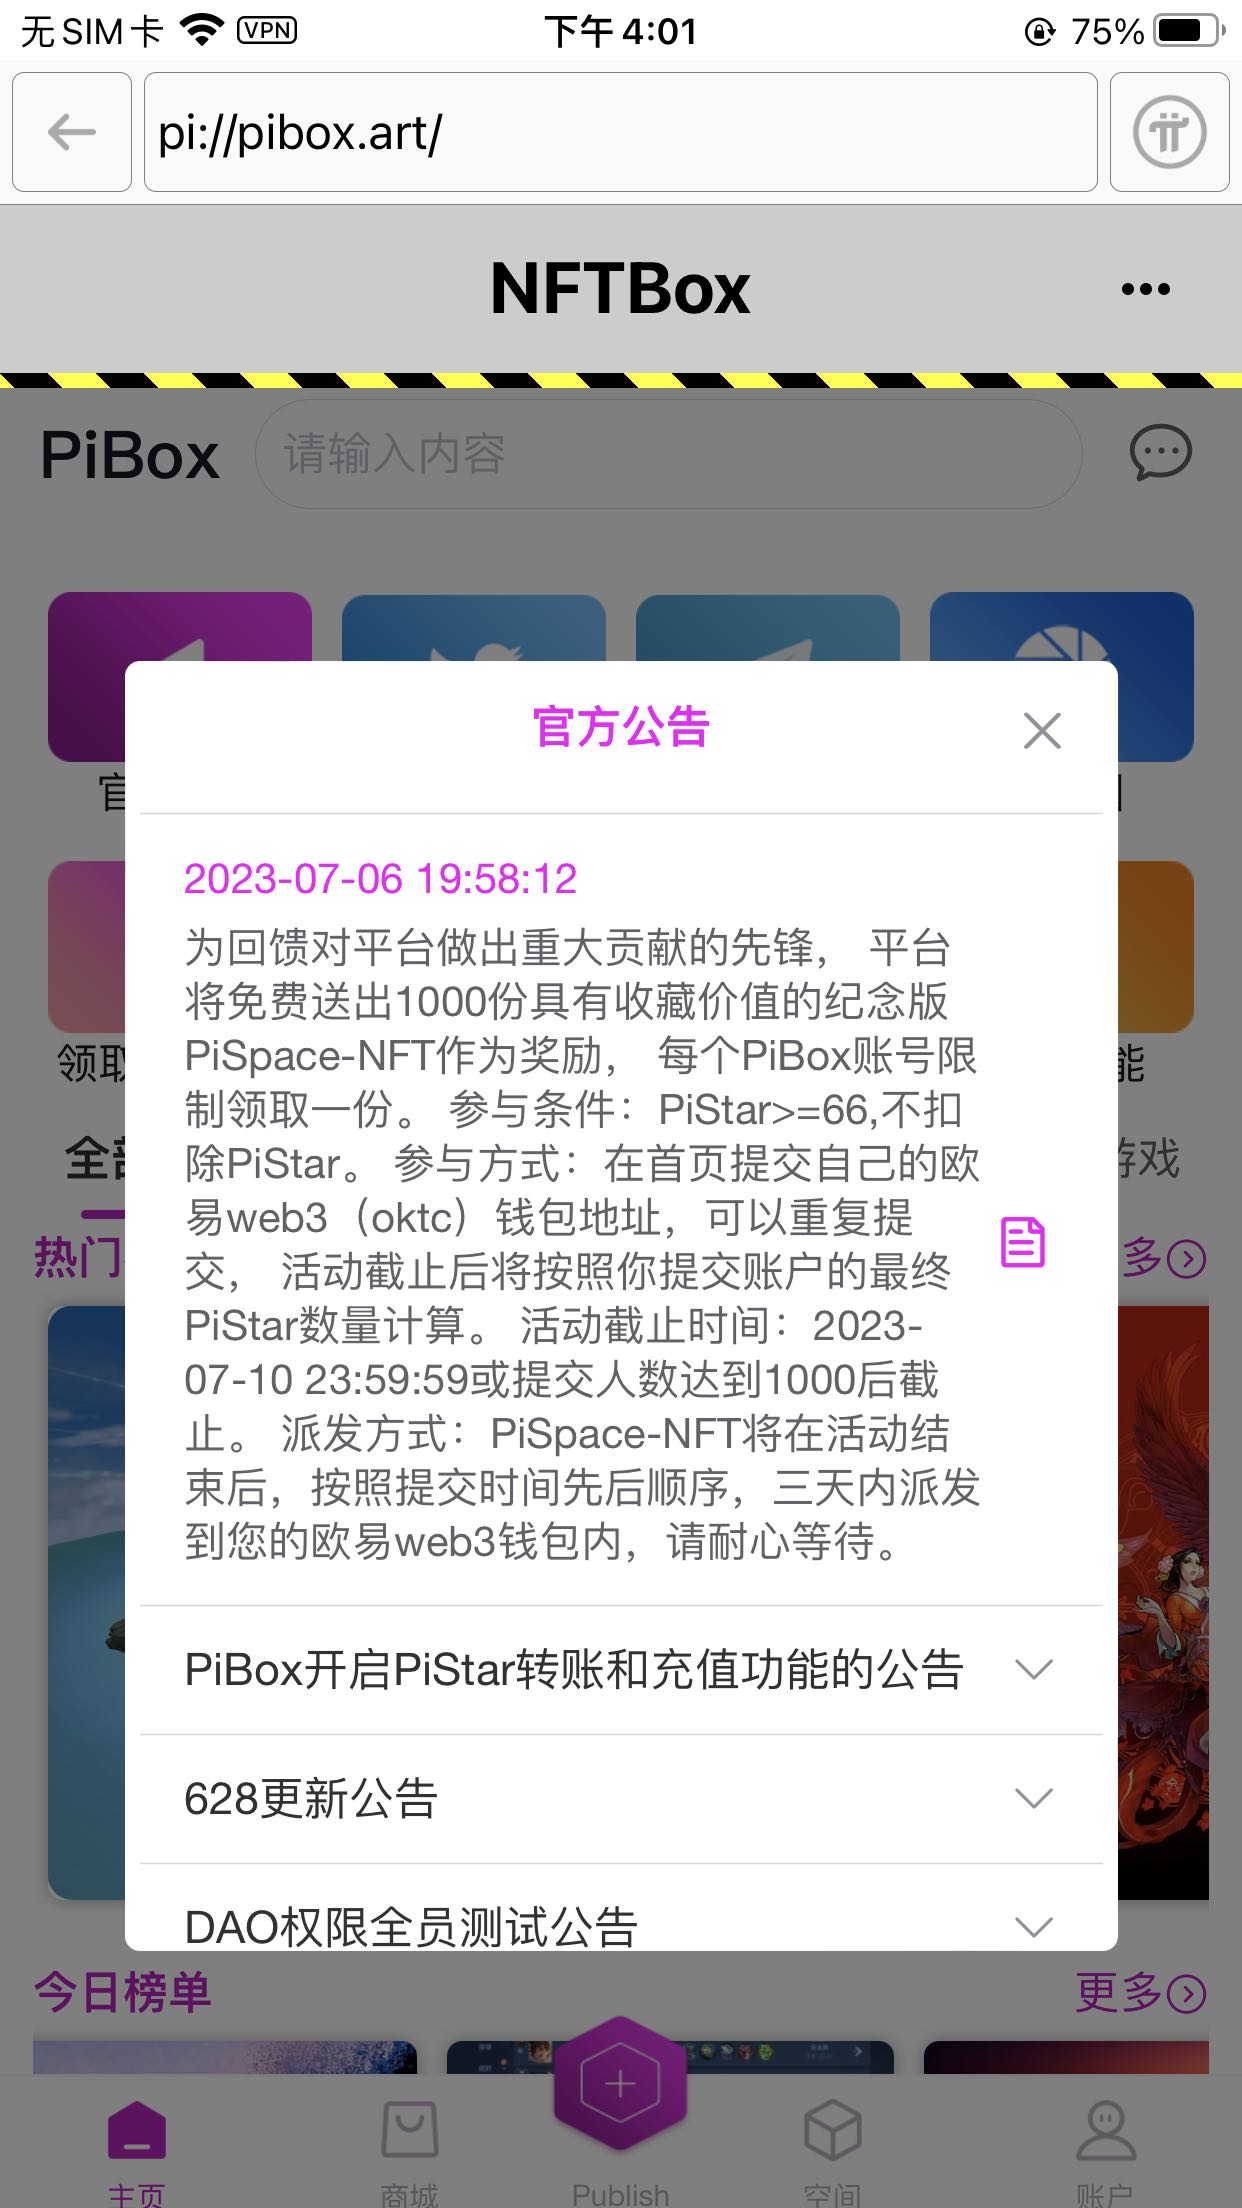 无SIM卡 VPN 下午4:01 75%
pi://pibox.art/
NFTBox
PiBox 请输入内容
官方公告
官
2023-07-06 19:58:12
为回馈对平台做出重大贡献的先锋， 平台
将免费送出1000份具有收藏价值的纪念版
PiSpace-NFT作为奖励， 每个PiBox账号限
制领取一份。 参与条件：PiStar>=66,不扣
除PiStar。 参与方式：在首页提交自己的欧
易web3（oktc）钱包地址，可以重复提
交， 活动截止后将按照你提交账户的最终
PiStar数量计算。 活动截止时间：2023-
07-10 23:59:59或提交人数达到1000后截
止。 派发方式：PiSpace-NFT将在活动结
束后，按照提交时间先后顺序，三天内派发
到您的欧易web3钱包内，请耐心等待。
领取
能
全部
游戏
热门
多
PiBox开启PiStar转账和充值功能的公告
628更新公告
DAO权限全员测试公告
今日榜单 更多
主页 商城 Publish 空间 账户